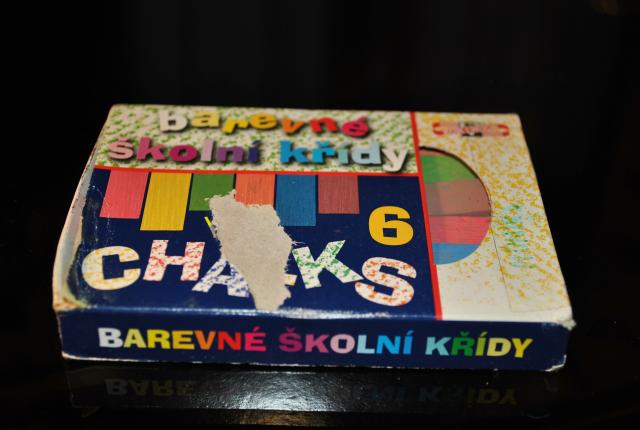 barevné
školní křídy
6
CHALKS
BAREVNÉ ŠKOLNÍ KŘÍDY